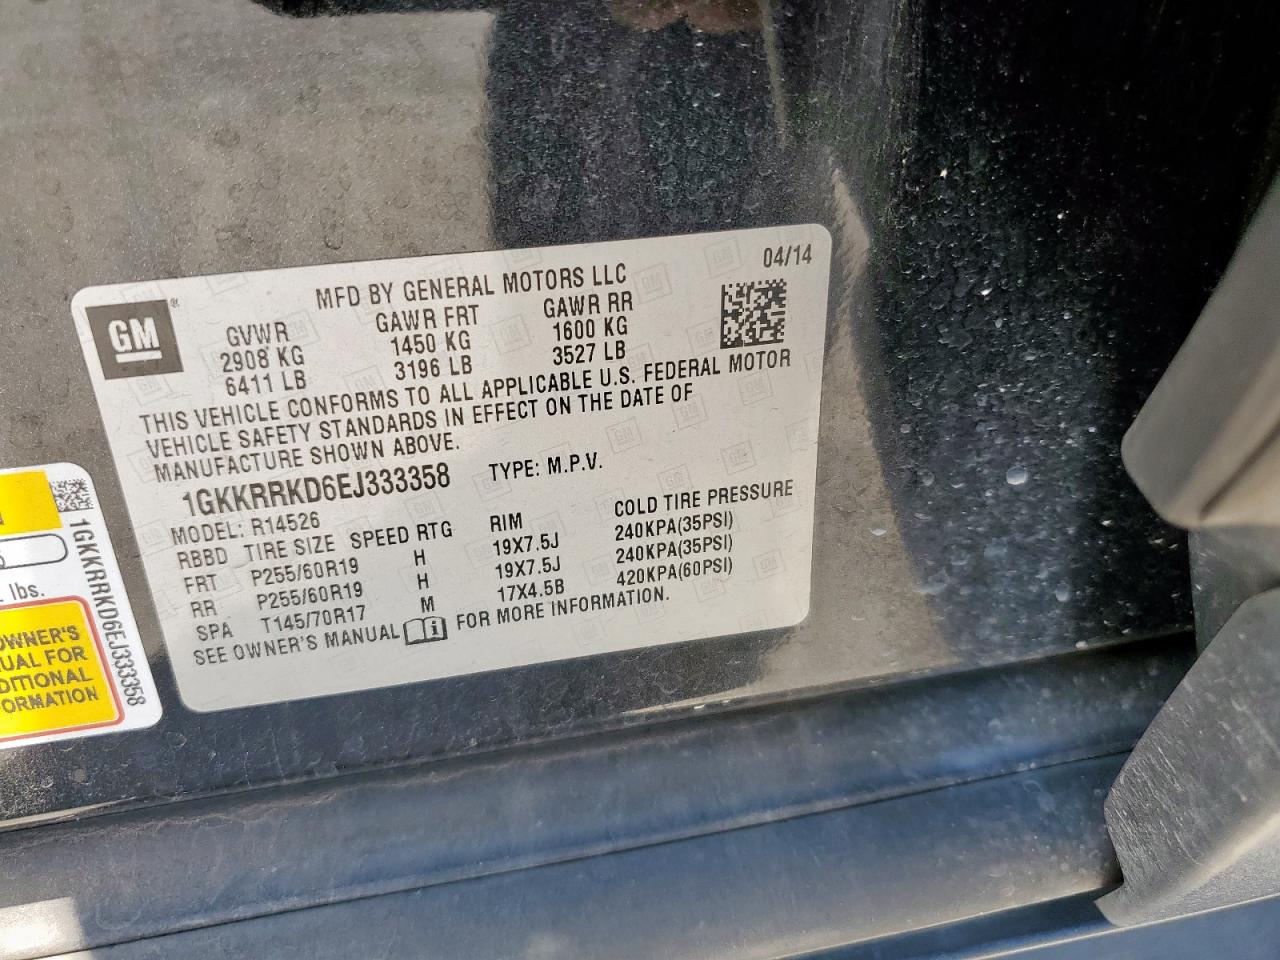 04/14
MFD BY GENERAL MOTORS LLC
GM ®
GVWR GAWR FRT GAWR RR
2908 KG 1450 KG 1600 KG
6411 LB 3196 LB 3527 LB
THIS VEHICLE CONFORMS TO ALL APPLICABLE U.S. FEDERAL MOTOR
VEHICLE SAFETY STANDARDS IN EFFECT ON THE DATE OF
MANUFACTURE SHOWN ABOVE.
1GKKRRKD6EJ333358 TYPE: M.P.V.
MODEL: R14526
RBBD TIRE SIZE SPEED RTG RIM COLD TIRE PRESSURE
FRT P255/60R19 H 19X7.5J 240KPA(35PSI)
RR P255/60R19 H 19X7.5J 240KPA(35PSI)
SPA T145/70R17 M 17X4.5B 420KPA(60PSI)
SEE OWNER'S MANUAL FOR MORE INFORMATION.
lbs.
OWNER'S
UAL FOR
DITIONAL
ORMATION
1GKKRRKD6EJ333358